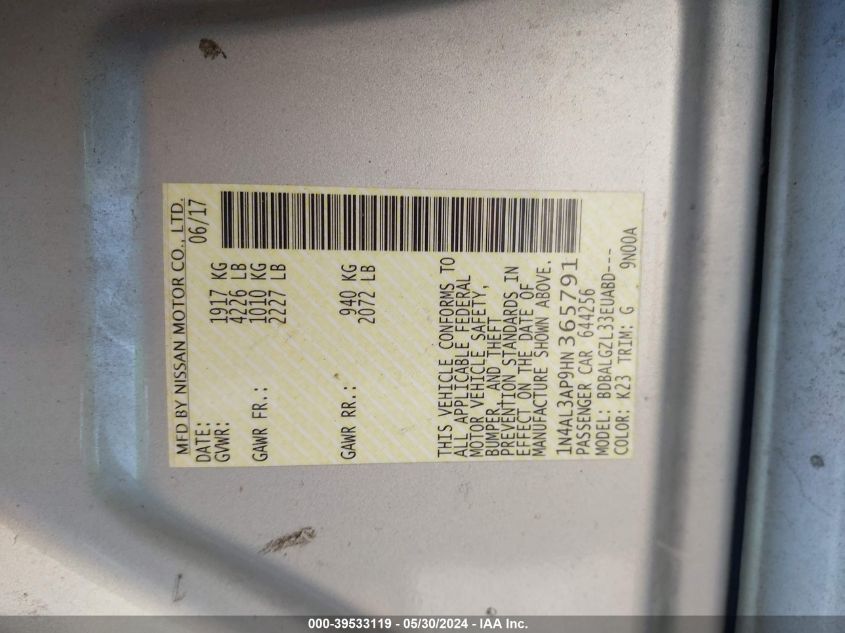 MFD BY NISSAN MOTOR CO., LTD.
DATE: 06/17
GVWR: 1917 KG
4226 LB
GAWR FR.: 1010 KG
2227 LB
GAWR RR.: 940 KG
2072 LB
THIS VEHICLE CONFORMS TO
ALL APPLICABLE FEDERAL
MOTOR VEHICLE SAFETY,
BUMPER, AND THEFT
PREVENTION STANDARDS IN
EFFECT ON THE DATE OF
MANUFACTURE SHOWN ABOVE.
1N4AL3AP9HN365791
PASSENGER CAR 644256
MODEL: BDBALGZL33EUABD---
COLOR: K23 TRIM: G 9N00A
000-39533119 - 05/30/2024 - IAA Inc.